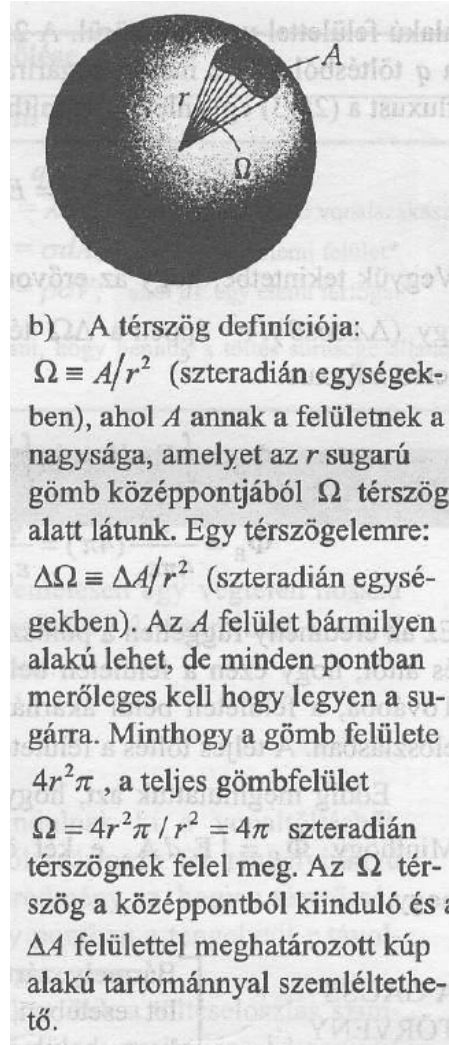 A
r
Ω
b) A térszög definíciója:
Ω ≡ A/r² (szteradián egységek-
ben), ahol A annak a felületnek a
nagysága, amelyet az r sugarú
gömb középpontjából Ω térszög
alatt látunk. Egy térszögelemre:
ΔΩ ≡ ΔA/r² (szteradián egysé-
gekben). Az A felület bármilyen
alakú lehet, de minden pontban
merőleges kell hogy legyen a su-
gárra. Minthogy a gömb felülete
4r²π , a teljes gömbfelület
Ω = 4r²π / r² = 4π szteradián
térszögnek felel meg. Az Ω tér-
szög a középpontból kiinduló és a
ΔA felülettel meghatározott kúp
alakú tartománnyal szemléltethe-
tő.